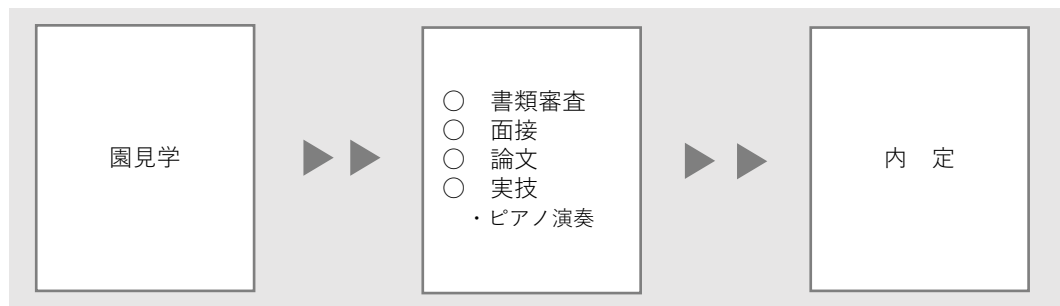 園見学
○　書類審査
○　面接
○　論文
○　実技
・ピアノ演奏
内　定